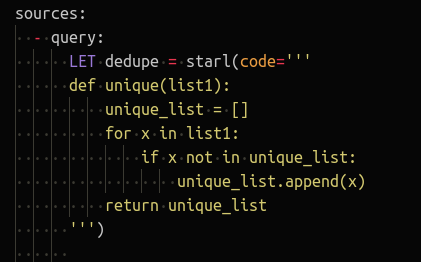 sources:
  - query:
      LET dedupe = starl(code='''
      def unique(list1):
          unique_list = []
          for x in list1:
              if x not in unique_list:
                  unique_list.append(x)
          return unique_list
      ''')